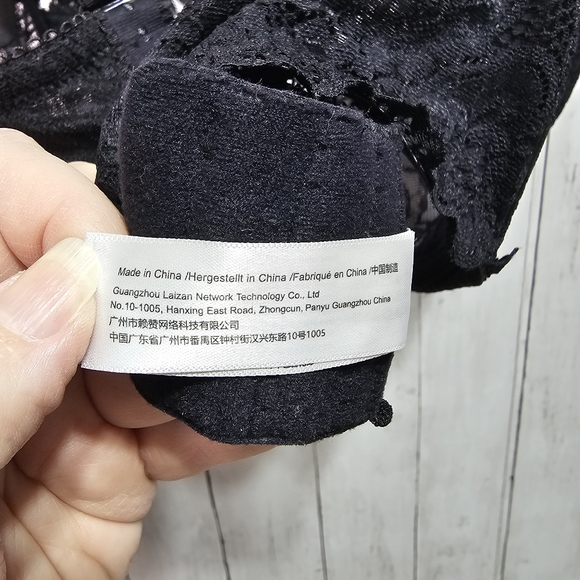 Made in China /Hergestellt in China /Fabriqué en China /中国制造
Guangzhou Laizan Network Technology Co., Ltd
No.10-1005, Hanxing East Road, Zhongcun, Panyu Guangzhou China
广州市赖赞网络科技有限公司
中国广东省广州市番禺区钟村街汉兴东路10号1005